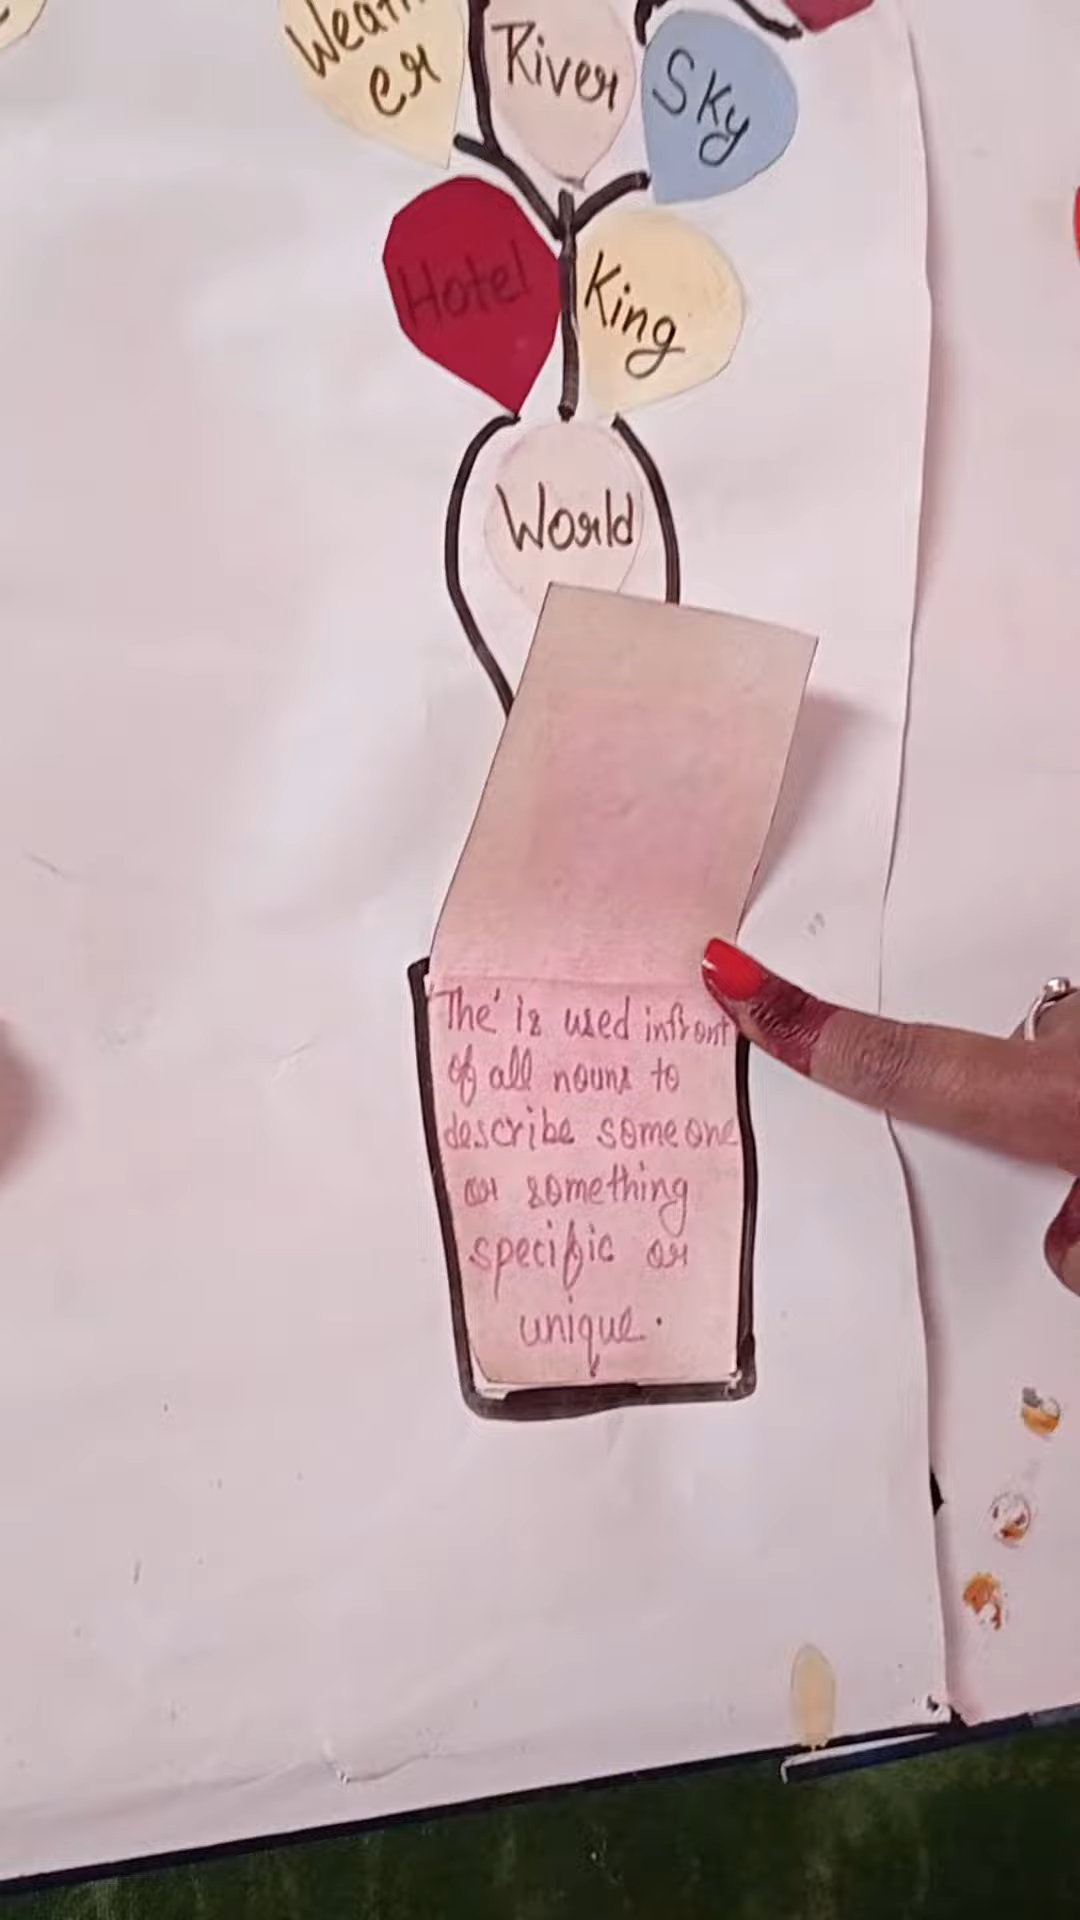 Weath
er
River
Sky
Hotel
King
World
'The' is used infront
of all nouns to
describe someone
or something
specific or
unique.